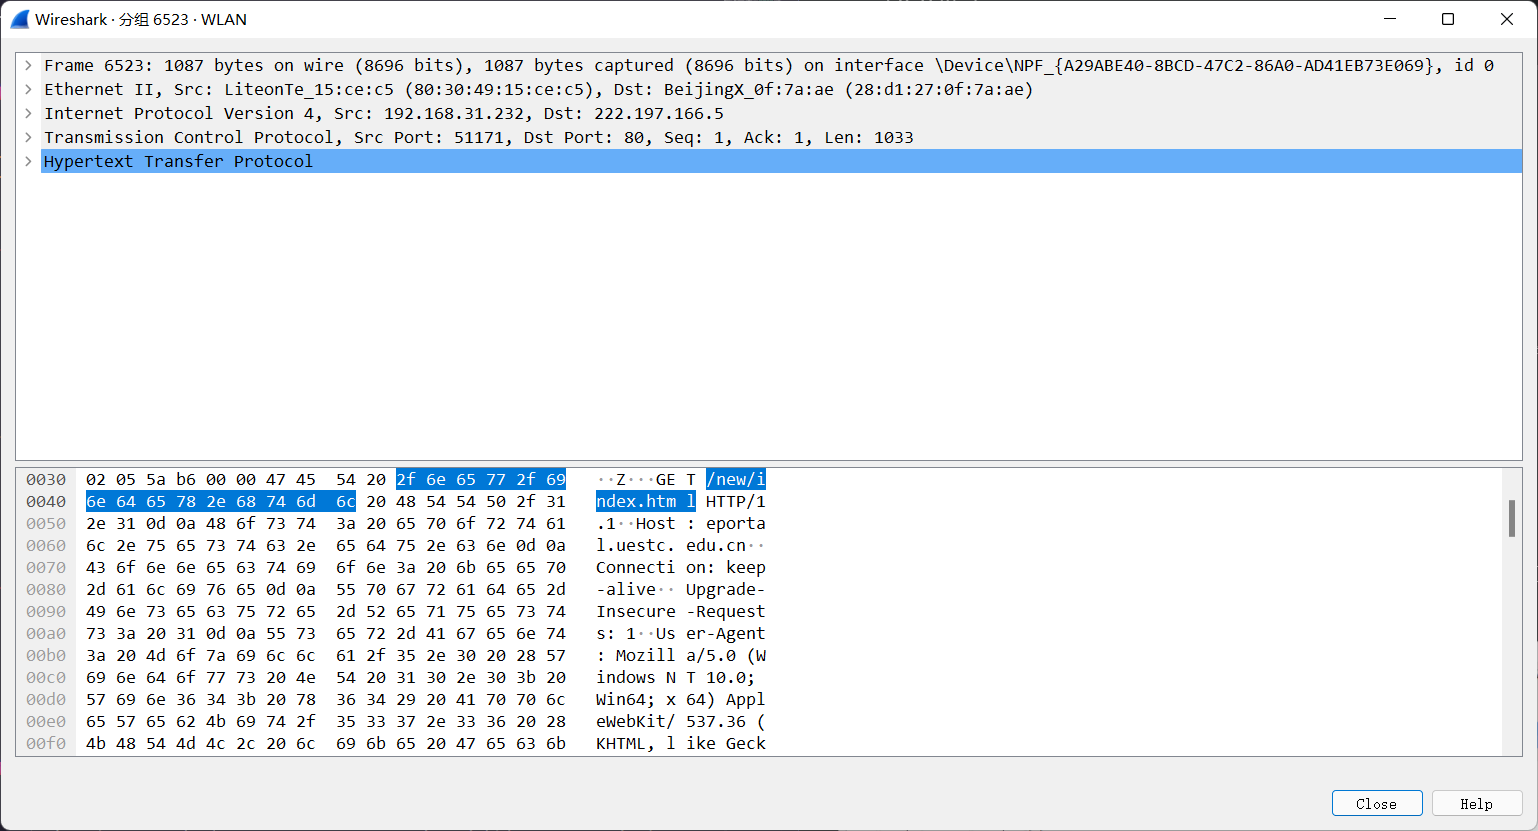 Wireshark · 分组 6523 · WLAN
Frame 6523: 1087 bytes on wire (8696 bits), 1087 bytes captured (8696 bits) on interface \Device\NPF_{A29ABE40-8BCD-47C2-86A0-AD41EB73E069}, id 0
Ethernet II, Src: LiteonTe_15:ce:c5 (80:30:49:15:ce:c5), Dst: BeijingX_0f:7a:ae (28:d1:27:0f:7a:ae)
Internet Protocol Version 4, Src: 192.168.31.232, Dst: 222.197.166.5
Transmission Control Protocol, Src Port: 51171, Dst Port: 80, Seq: 1, Ack: 1, Len: 1033
Hypertext Transfer Protocol
0030 02 05 5a b6 00 00 47 45 54 20 2f 6e 65 77 2f 69 ··Z···GE T /new/i
0040 6e 64 65 78 2e 68 74 6d 6c 20 48 54 54 50 2f 31 ndex.htm l HTTP/1
0050 2e 31 0d 0a 48 6f 73 74 3a 20 65 70 6f 72 74 61 .1··Host : eporta
0060 6c 2e 75 65 73 74 63 2e 65 64 75 2e 63 6e 0d 0a l.uestc. edu.cn··
0070 43 6f 6e 6e 65 63 74 69 6f 6e 3a 20 6b 65 65 70 Connecti on: keep
0080 2d 61 6c 69 76 65 0d 0a 55 70 67 72 61 64 65 2d -alive·· Upgrade-
0090 49 6e 73 65 63 75 72 65 2d 52 65 71 75 65 73 74 Insecure -Request
00a0 73 3a 20 31 0d 0a 55 73 65 72 2d 41 67 65 6e 74 s: 1··Us er-Agent
00b0 3a 20 4d 6f 7a 69 6c 6c 61 2f 35 2e 30 20 28 57 : Mozill a/5.0 (W
00c0 69 6e 64 6f 77 73 20 4e 54 20 31 30 2e 30 3b 20 indows N T 10.0;
00d0 57 69 6e 36 34 3b 20 78 36 34 29 20 41 70 70 6c Win64; x 64) Appl
00e0 65 57 65 62 4b 69 74 2f 35 33 37 2e 33 36 20 28 eWebKit/ 537.36 (
00f0 4b 48 54 4d 4c 2c 20 6c 69 6b 65 20 47 65 63 6b KHTML, l ike Geck
Close Help